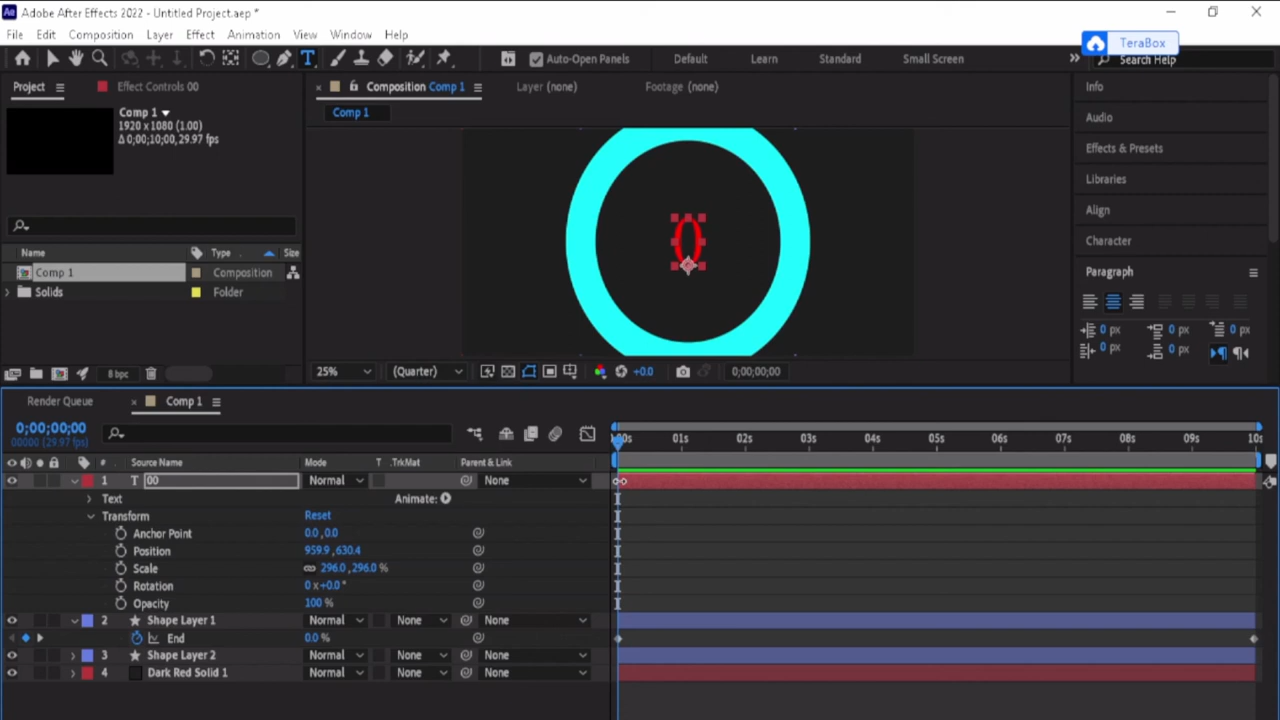 Adobe After Effects 2022 - Untitled Project.aep *
File Edit Composition Layer Effect Animation View Window Help
TeraBox
Auto-Open Panels Default Learn Standard Small Screen Search Help
Project Effect Controls 00 Composition Comp 1 Layer (none) Footage (none) Info
Comp 1
1920 x 1080 (1.00)
Δ 0;00;10;00, 29.97 fps
Comp 1
Audio
Effects & Presets
Libraries
Align
Character
Paragraph
0 px 0 px 0 px
0 px 0 px
Name Type Size
Comp 1 Composition
Solids Folder
0
8 bpc
25% (Quarter) +0.0 0;00;00;00
Render Queue Comp 1
0;00;00;00
00000 (29.97 fps)
01s 02s 03s 04s 05s 06s 07s 08s 09s 10s
# Source Name Mode T .TrkMat Parent & Link
1 T 00 Normal None
Text Animate:
Transform Reset
Anchor Point 0.0,0.0
Position 959.9,630.4
Scale 296.0,296.0 %
Rotation 0 x+0.0°
Opacity 100 %
2 Shape Layer 1 Normal None None
End 0.0 %
3 Shape Layer 2 Normal None None
4 Dark Red Solid 1 Normal None None